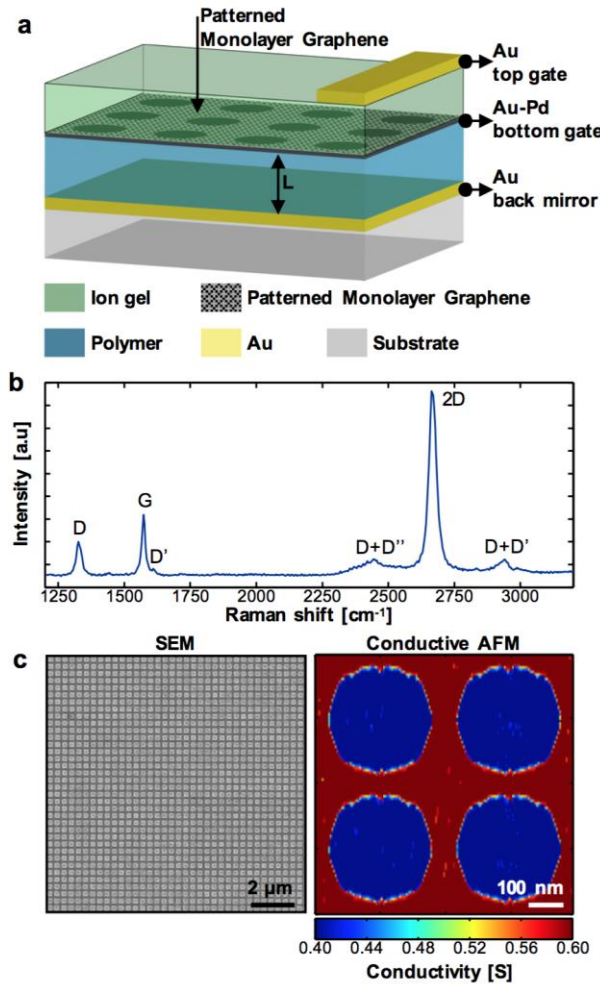 a
Patterned
Monolayer Graphene
Au
top gate
Au-Pd
bottom gate
L
Au
back mirror
Ion gel
Patterned Monolayer Graphene
Polymer
Au
Substrate
b
Intensity [a.u]
D
G
D'
D+D''
2D
D+D'
1250 1500 1750 2000 2250 2500 2750 3000
Raman shift [cm-1]
c
SEM
Conductive AFM
2 μm
100 nm
0.40 0.44 0.48 0.52 0.56 0.60
Conductivity [S]